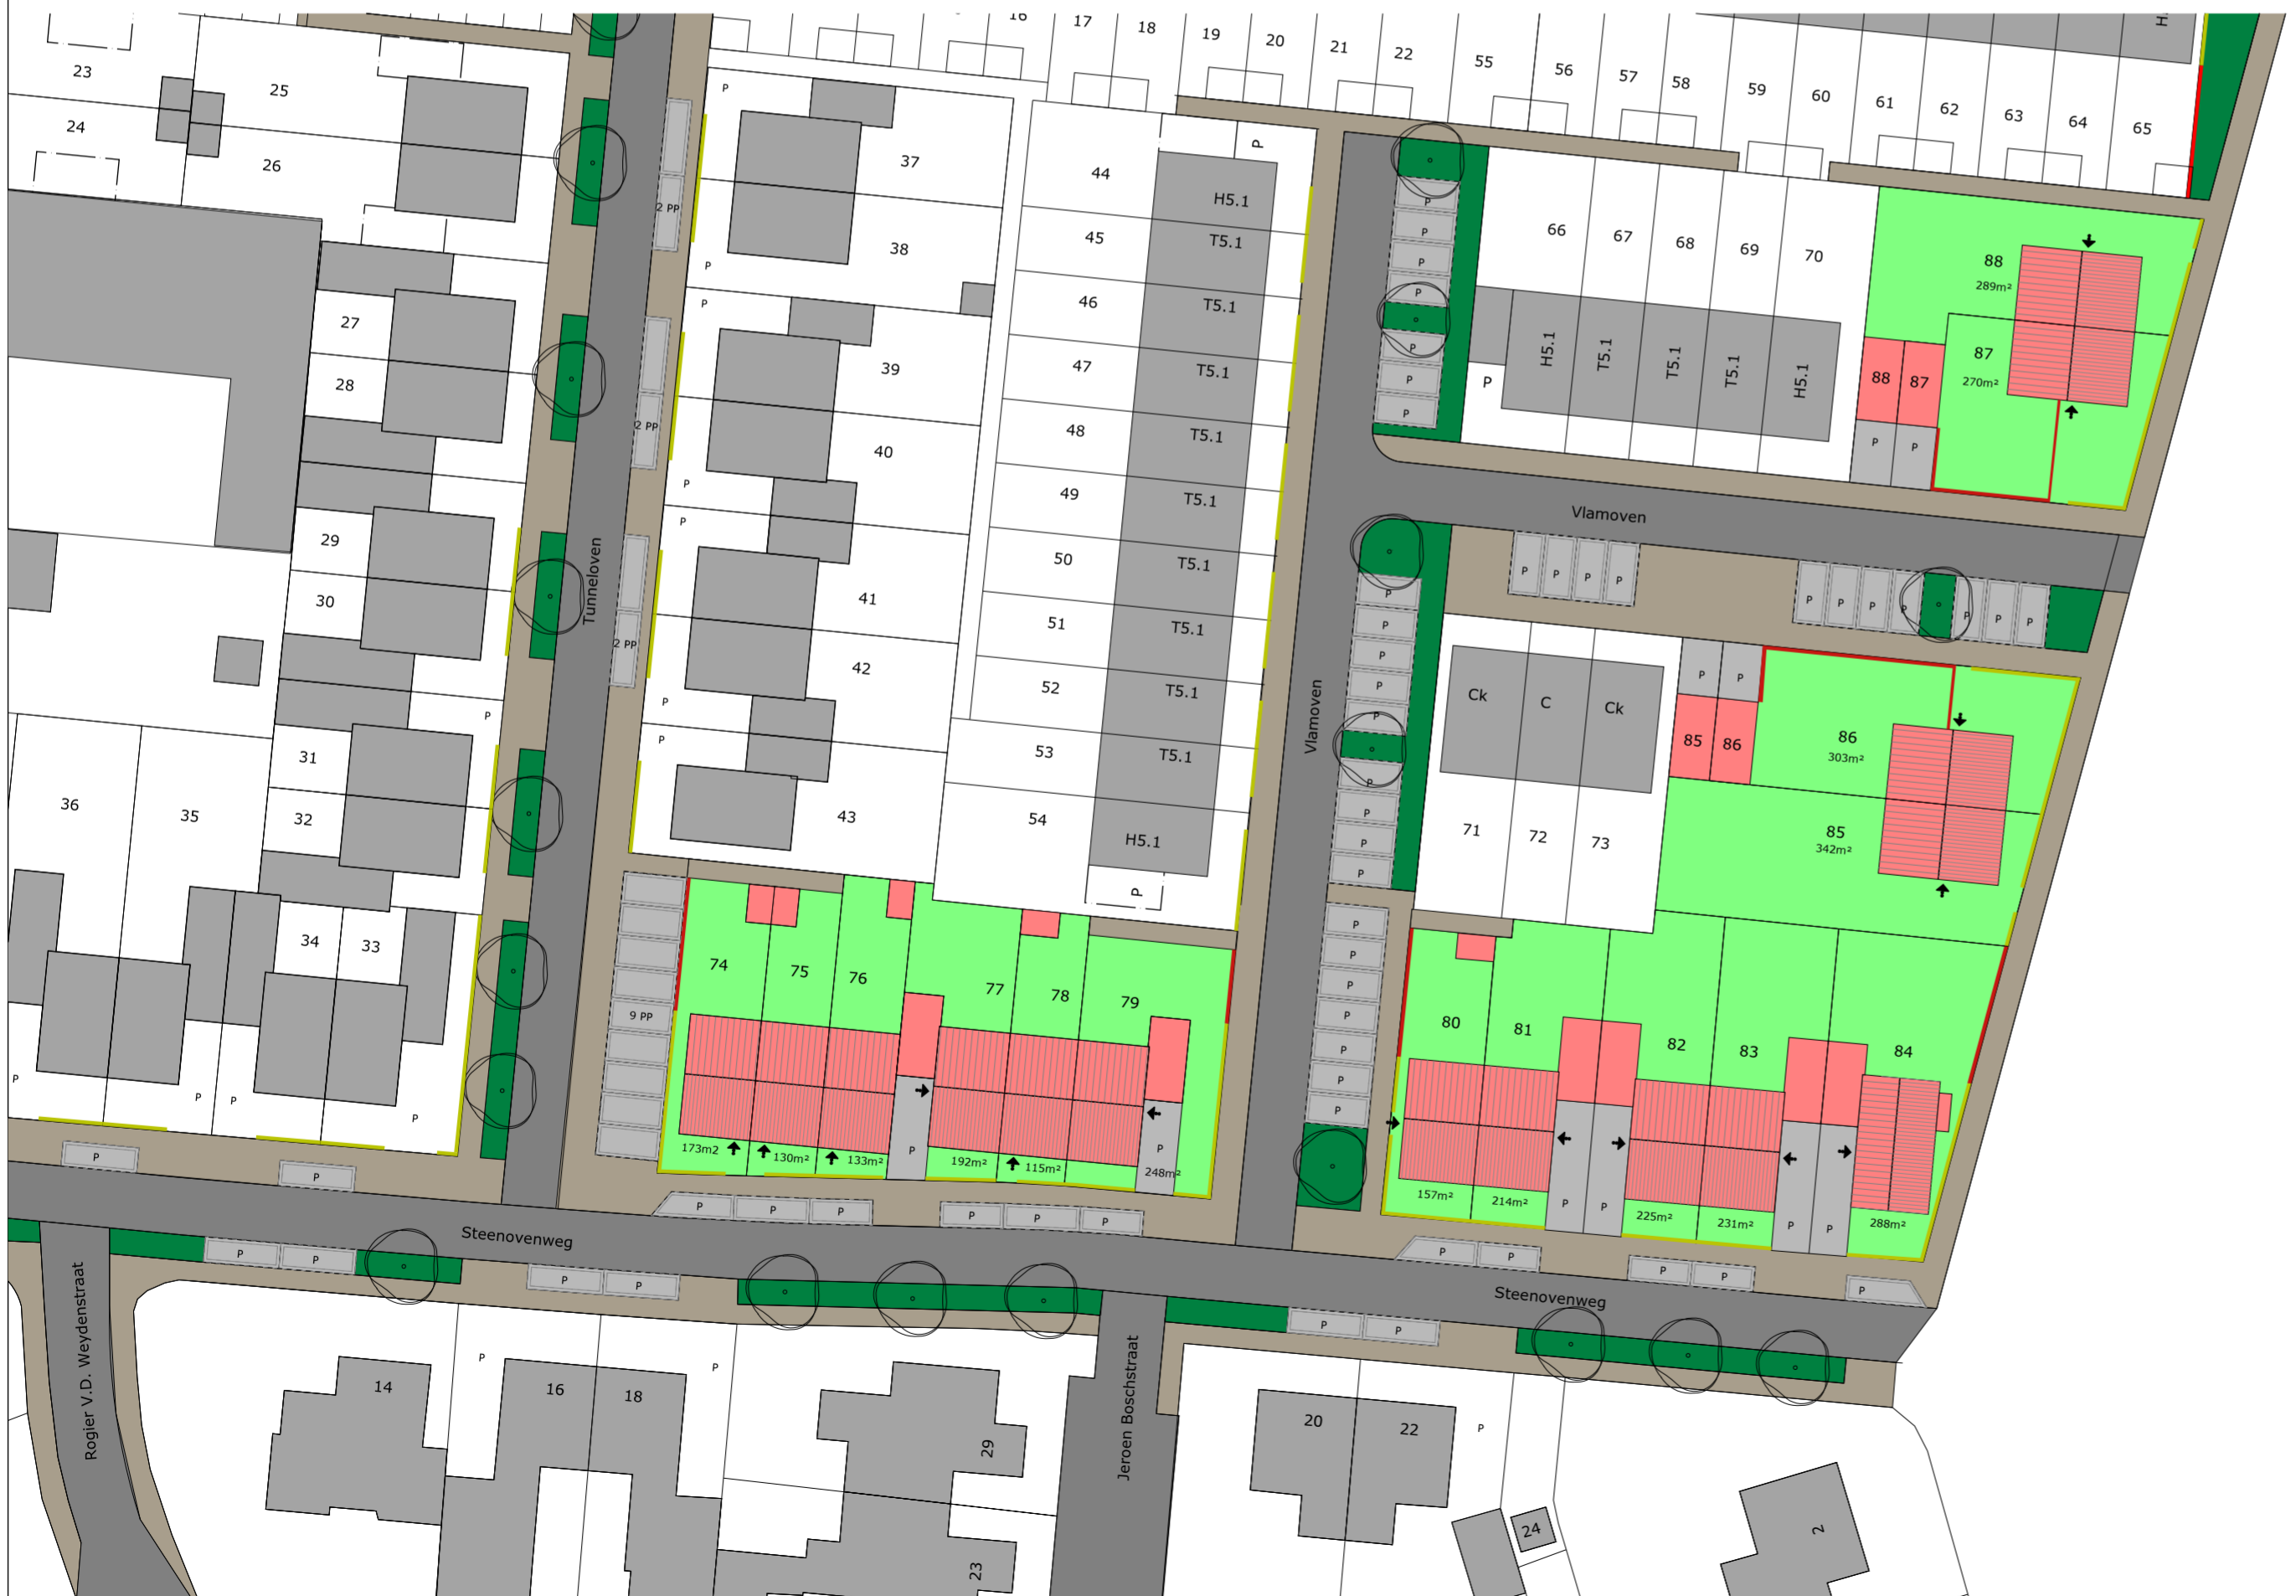 16
17
18
19
20
21
22
55
56
57
58
59
60
61
62
63
64
65
23
24
25
26
2 PP
P
37
38
P
P
44
45
46
47
48
49
50
51
52
53
54
P
H5.1
T5.1
T5.1
T5.1
T5.1
T5.1
T5.1
T5.1
T5.1
T5.1
H5.1
P
P
P
P
P
P
P
P
66
67
68
69
70
H5.1
T5.1
T5.1
T5.1
H5.1
P
88
289m²
87
270m²
88
87
P
P
27
28
2 PP
39
40
P
P
29
30
Tunneloven
2 PP
41
42
P
P
43
31
32
P
36
35
34
33
Vlamoven
P
P
P
P
P
P
P
P
P
P
P
Vlamoven
P
P
P
P
P
P
P
P
P
Ck
C
Ck
71
72
73
P
P
85
86
86
303m²
85
342m²
9 PP
74
75
76
77
78
79
173m2
130m²
133m²
P
192m²
115m²
P
248m²
P
P
P
P
P
P
P
80
81
82
83
84
157m²
214m²
P
P
225m²
231m²
P
P
288m²
P
P
P
P
P
P
Steenovenweg
P
P
P
P
P
P
P
P
P
P
P
Steenovenweg
P
P
P
P
P
P
Rogier V.D. Weydenstraat
Jeroen Boschstraat
14
P
16
18
P
29
23
20
22
P
24
2